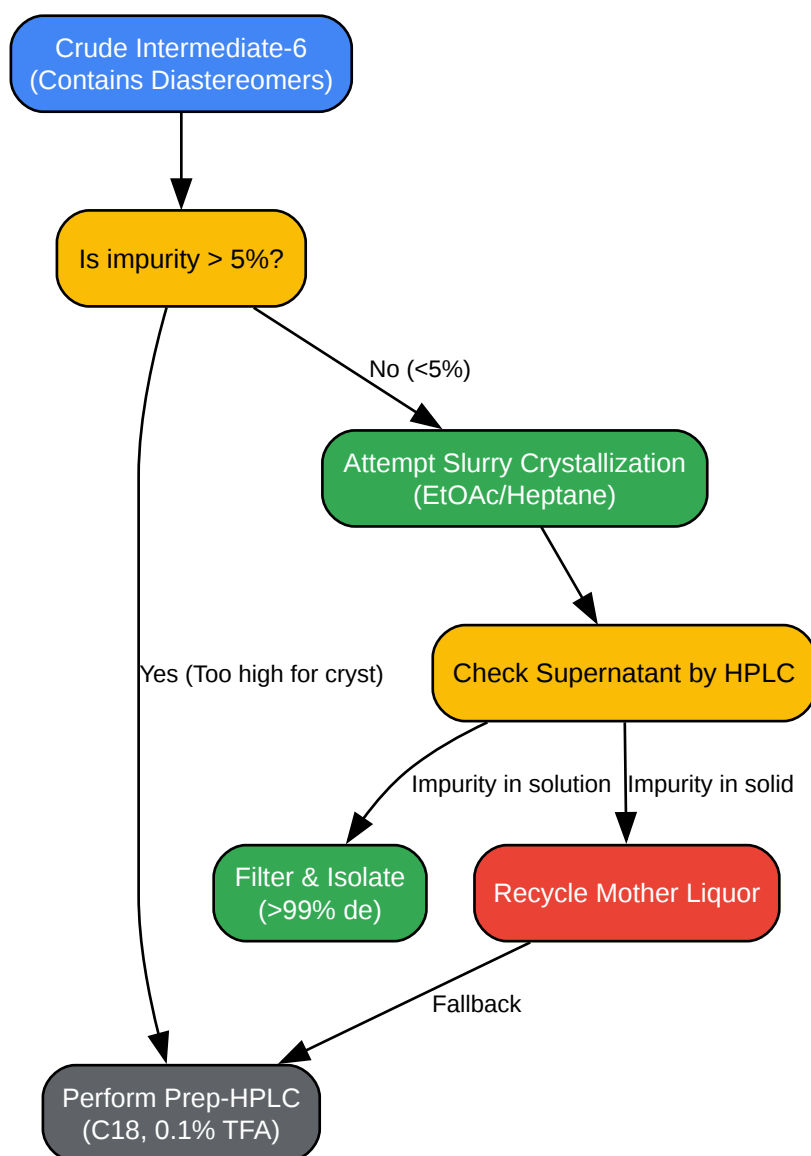 Crude Intermediate-6
(Contains Diastereomers)
Is impurity > 5%?
No (<5%)
Attempt Slurry Crystallization
(EtOAc/Heptane)
Yes (Too high for cryst)
Check Supernatant by HPLC
Impurity in solution
Impurity in solid
Filter & Isolate
(>99% de)
Recycle Mother Liquor
Fallback
Perform Prep-HPLC
(C18, 0.1% TFA)